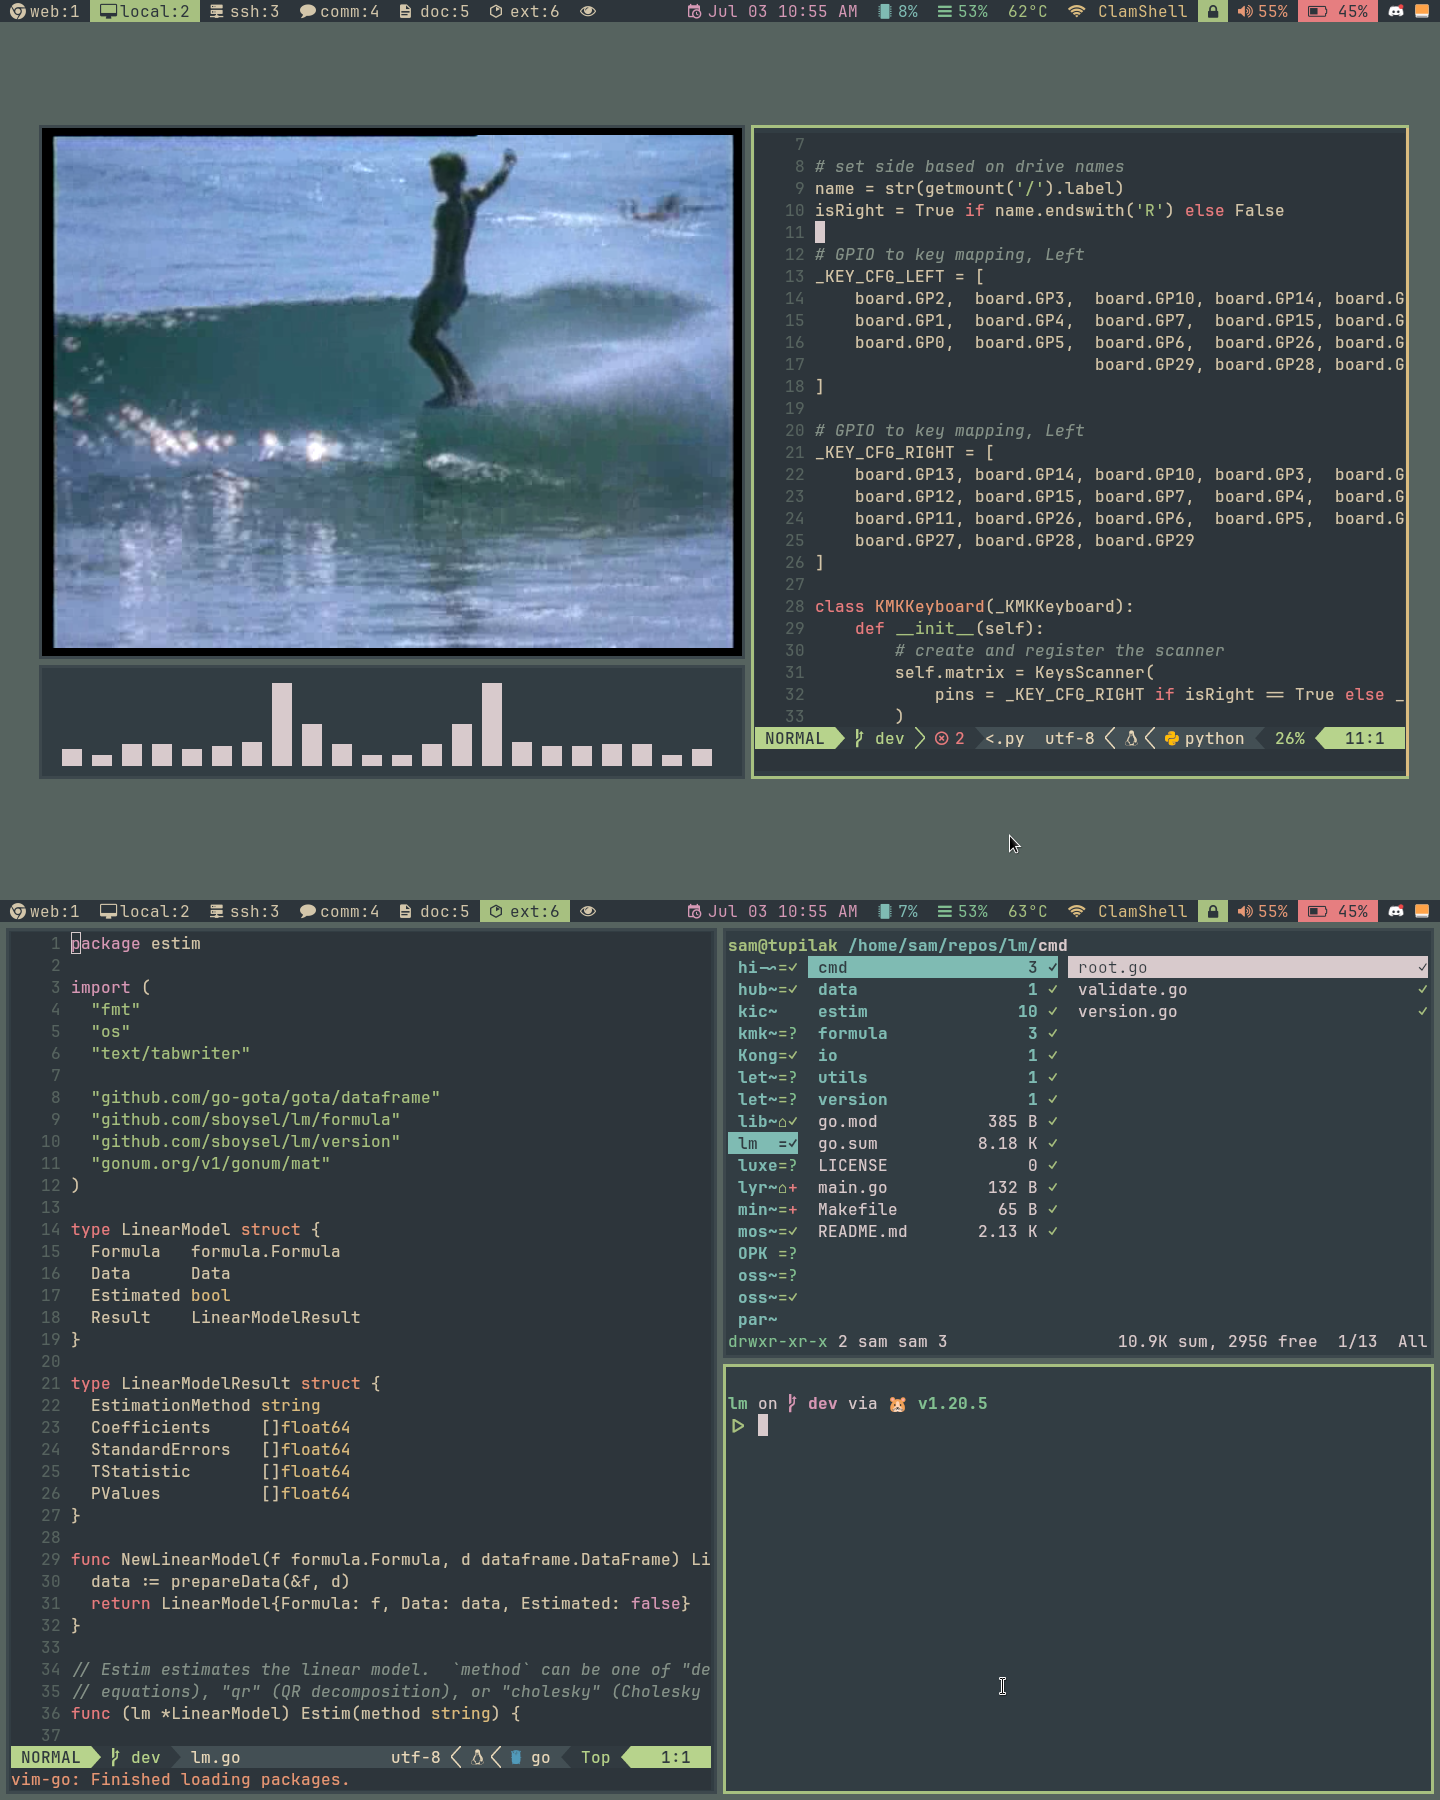 web:1 local:2 ssh:3 comm:4 doc:5 ext:6 Jul 03 10:55 AM 8% 53% 62°C ClamShell 55% 45%
7
8 # set side based on drive names
9 name = str(getmount('/').label)
10 isRight = True if name.endswith('R') else False
11
12 # GPIO to key mapping, Left
13 _KEY_CFG_LEFT = [
14     board.GP2,  board.GP3,  board.GP10, board.GP14, board.G
15     board.GP1,  board.GP4,  board.GP7,  board.GP15, board.G
16     board.GP0,  board.GP5,  board.GP6,  board.GP26, board.G
17                             board.GP29, board.GP28, board.G
18 ]
19
20 # GPIO to key mapping, Left
21 _KEY_CFG_RIGHT = [
22     board.GP13, board.GP14, board.GP10, board.GP3,  board.G
23     board.GP12, board.GP15, board.GP7,  board.GP4,  board.G
24     board.GP11, board.GP26, board.GP6,  board.GP5,  board.G
25     board.GP27, board.GP28, board.GP29
26 ]
27
28 class KMKKeyboard(_KMKKeyboard):
29     def __init__(self):
30         # create and register the scanner
31         self.matrix = KeysScanner(
32             pins = _KEY_CFG_RIGHT if isRight == True else _
33         )
NORMAL dev 2 <.py utf-8 python 26% 11:1
web:1 local:2 ssh:3 comm:4 doc:5 ext:6 Jul 03 10:55 AM 7% 53% 63°C ClamShell 55% 45%
1 package estim
2
3 import (
4   "fmt"
5   "os"
6   "text/tabwriter"
7
8   "github.com/go-gota/gota/dataframe"
9   "github.com/sboysel/lm/formula"
10   "github.com/sboysel/lm/version"
11   "gonum.org/v1/gonum/mat"
12 )
13
14 type LinearModel struct {
15   Formula   formula.Formula
16   Data      Data
17   Estimated bool
18   Result    LinearModelResult
19 }
20
21 type LinearModelResult struct {
22   EstimationMethod string
23   Coefficients     []float64
24   StandardErrors   []float64
25   TStatistic       []float64
26   PValues          []float64
27 }
28
29 func NewLinearModel(f formula.Formula, d dataframe.DataFrame) Li
30   data := prepareData(&f, d)
31   return LinearModel{Formula: f, Data: data, Estimated: false}
32 }
33
34 // Estim estimates the linear model.  `method` can be one of "de
35 // equations), "qr" (QR decomposition), or "cholesky" (Cholesky
36 func (lm *LinearModel) Estim(method string) {
37
NORMAL dev lm.go utf-8 go Top 1:1
vim-go: Finished loading packages.
sam@tupilak /home/sam/repos/lm/cmd
hi~=✓ cmd 3 ✓ root.go ✓
hub~=✓ data 1 ✓ validate.go ✓
kic~ estim 10 ✓ version.go ✓
kmk~=? formula 3 ✓
Kong=✓ io 1 ✓
let~=? utils 1 ✓
let~=? version 1 ✓
lib~⌂✓ go.mod 385 B ✓
lm =✓ go.sum 8.18 K ✓
luxe=? LICENSE 0 ✓
lyr~⌂+ main.go 132 B ✓
min~=+ Makefile 65 B ✓
mos~=✓ README.md 2.13 K ✓
OPK =?
oss~=?
oss~=✓
par~
drwxr-xr-x 2 sam sam 3 10.9K sum, 295G free 1/13 All
lm on dev via 🐹 v1.20.5
▷